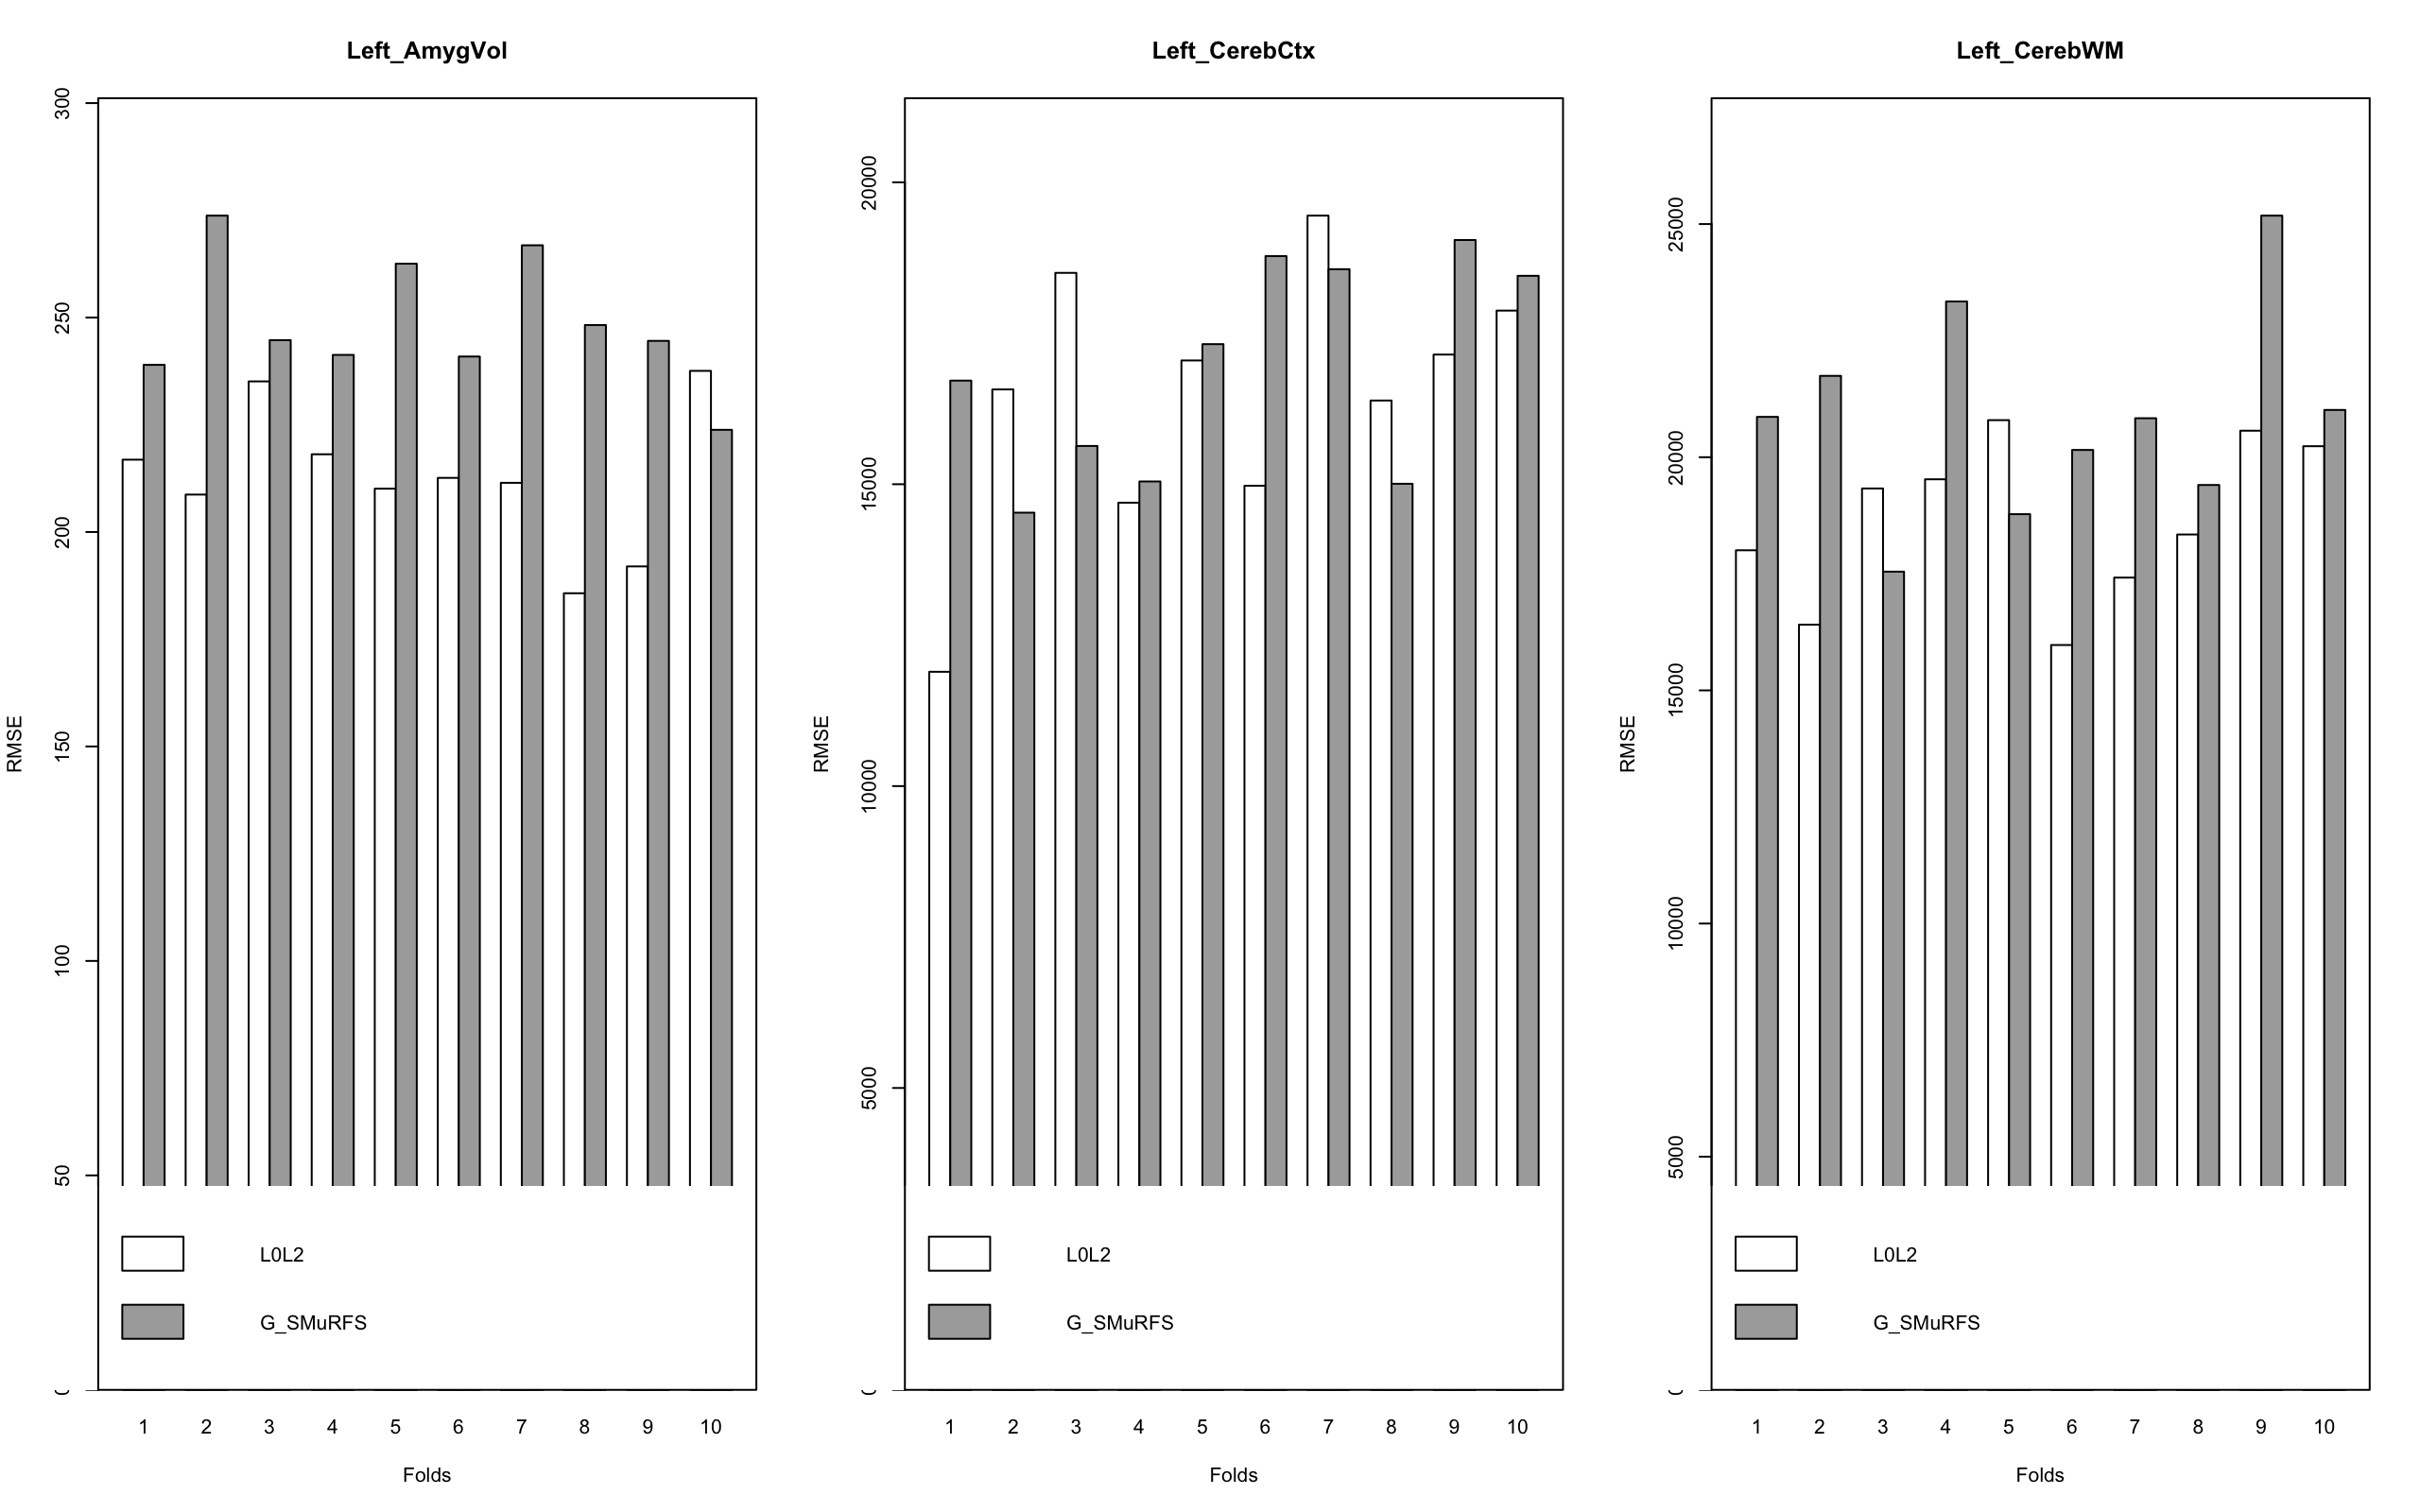 Left_AmygVol
300
250
200
150
100
50
RMSE
L0L2
G_SMuRFS
1 2 3 4 5 6 7 8 9 10
Folds
Left_CerebCtx
20000
15000
10000
5000
RMSE
L0L2
G_SMuRFS
1 2 3 4 5 6 7 8 9 10
Folds
Left_CerebWM
25000
20000
15000
10000
5000
RMSE
L0L2
G_SMuRFS
1 2 3 4 5 6 7 8 9 10
Folds